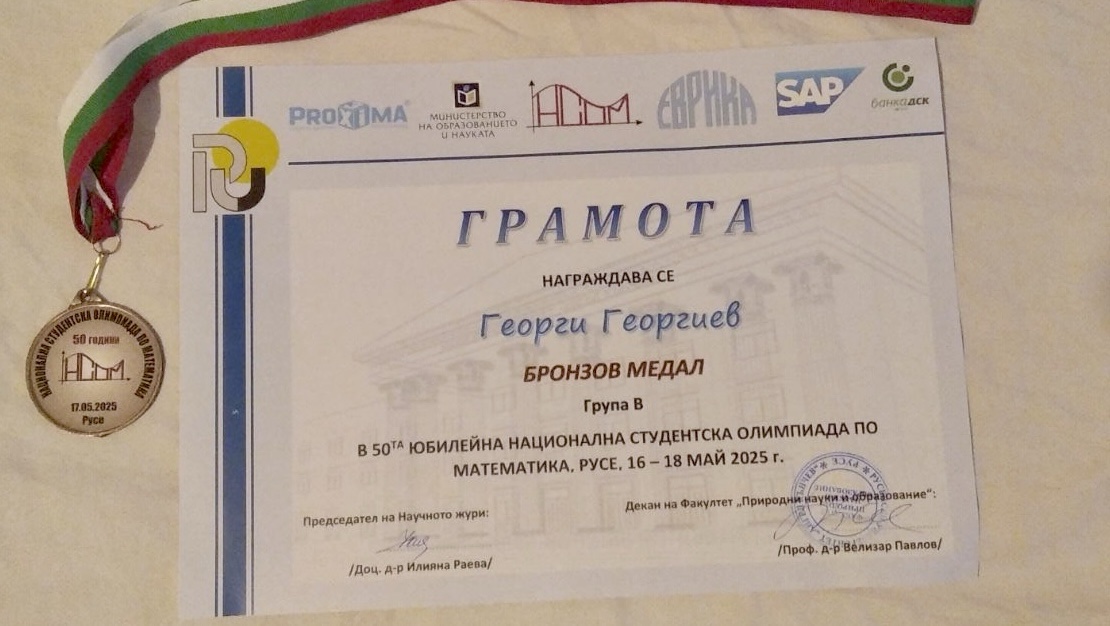 PROXIMA
МИНИСТЕРСТВО
НА ОБРАЗОВАНИЕТО
И НАУКАТА
НСОМ
ЕВРИКА
SAP
банка ДСК
ГРАМОТА
НАГРАЖДАВА СЕ
Георги Георгиев
БРОНЗОВ МЕДАЛ
Група В
В 50ТА ЮБИЛЕЙНА НАЦИОНАЛНА СТУДЕНТСКА ОЛИМПИАДА ПО
МАТЕМАТИКА, РУСЕ, 16 – 18 МАЙ 2025 г.
Председател на Научното жури:
/Доц. д-р Илияна Раева/
Декан на Факултет „Природни науки и образование“:
/Проф. д-р Велизар Павлов/
НАЦИОНАЛНА СТУДЕНТСКА ОЛИМПИАДА ПО МАТЕМАТИКА
50 години
НСОМ
17.05.2025
Русе